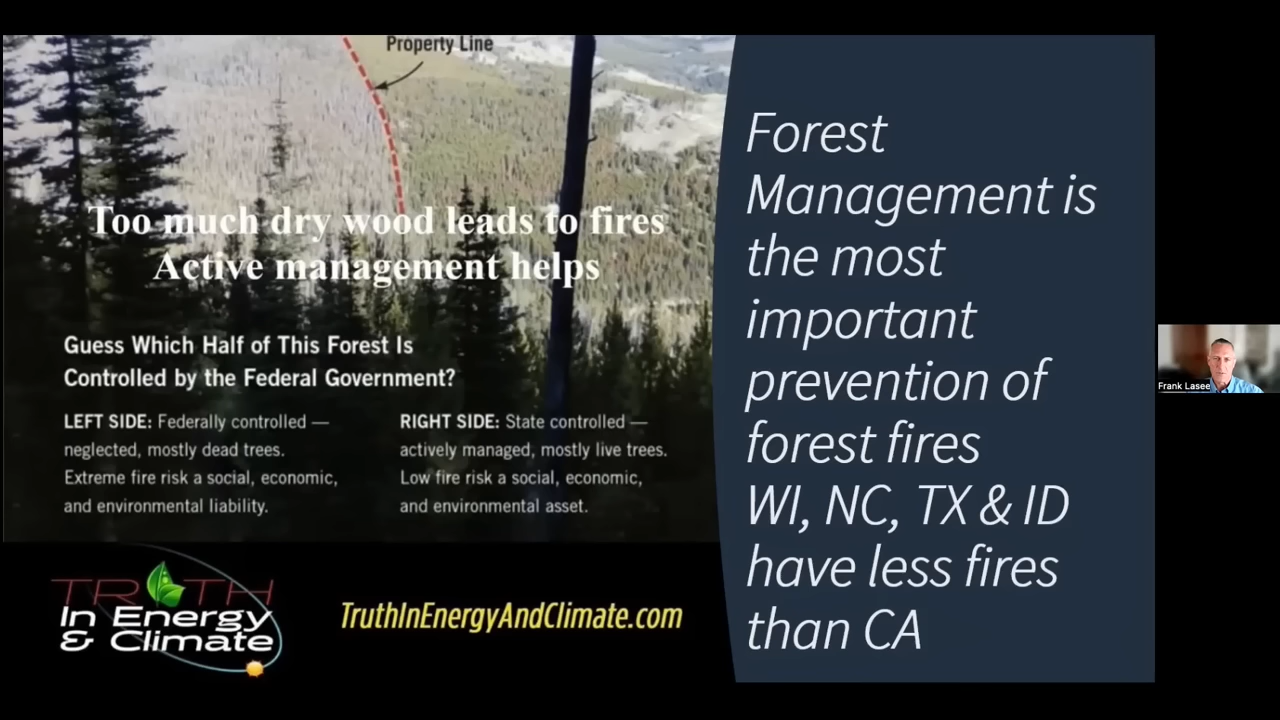 Property Line
Too much dry wood leads to fires
Active management helps
Guess Which Half of This Forest Is
Controlled by the Federal Government?
LEFT SIDE: Federally controlled —
neglected, mostly dead trees.
Extreme fire risk a social, economic,
and environmental liability.
RIGHT SIDE: State controlled —
actively managed, mostly live trees.
Low fire risk a social, economic,
and environmental asset.
TRUTH
In Energy
& Climate
TruthInEnergyAndClimate.com
Forest
Management is
the most
important
prevention of
forest fires
WI, NC, TX & ID
have less fires
than CA
Frank Lasee